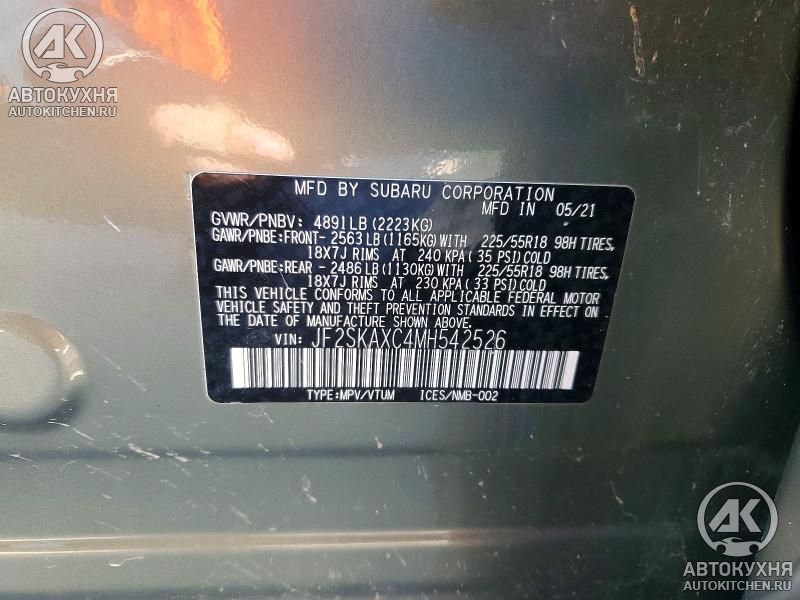 AK
АВТОКУХНЯ
AUTOKITCHEN.RU
MFD BY SUBARU CORPORATION
MFD IN 05/21
GVWR/PNBV: 4891LB (2223KG)
GAWR/PNBE:FRONT- 2563LB (1165KG) WITH 225/55R18 98H TIRES,
18X7J RIMS AT 240 KPA (35 PSI) COLD
GAWR/PNBE:REAR - 2486LB (1130KG) WITH 225/55R18 98H TIRES,
18X7J RIMS AT 230 KPA (33 PSI) COLD
THIS VEHICLE CONFORMS TO ALL APPLICABLE FEDERAL MOTOR
VEHICLE SAFETY AND THEFT PREVENTION STANDARDS IN EFFECT ON
THE DATE OF MANUFACTURE SHOWN ABOVE.
VIN: JF2SKAXC4MH542526
TYPE:MPV/VTUM ICES/NMB-002
AK
АВТОКУХНЯ
AUTOKITCHEN.RU